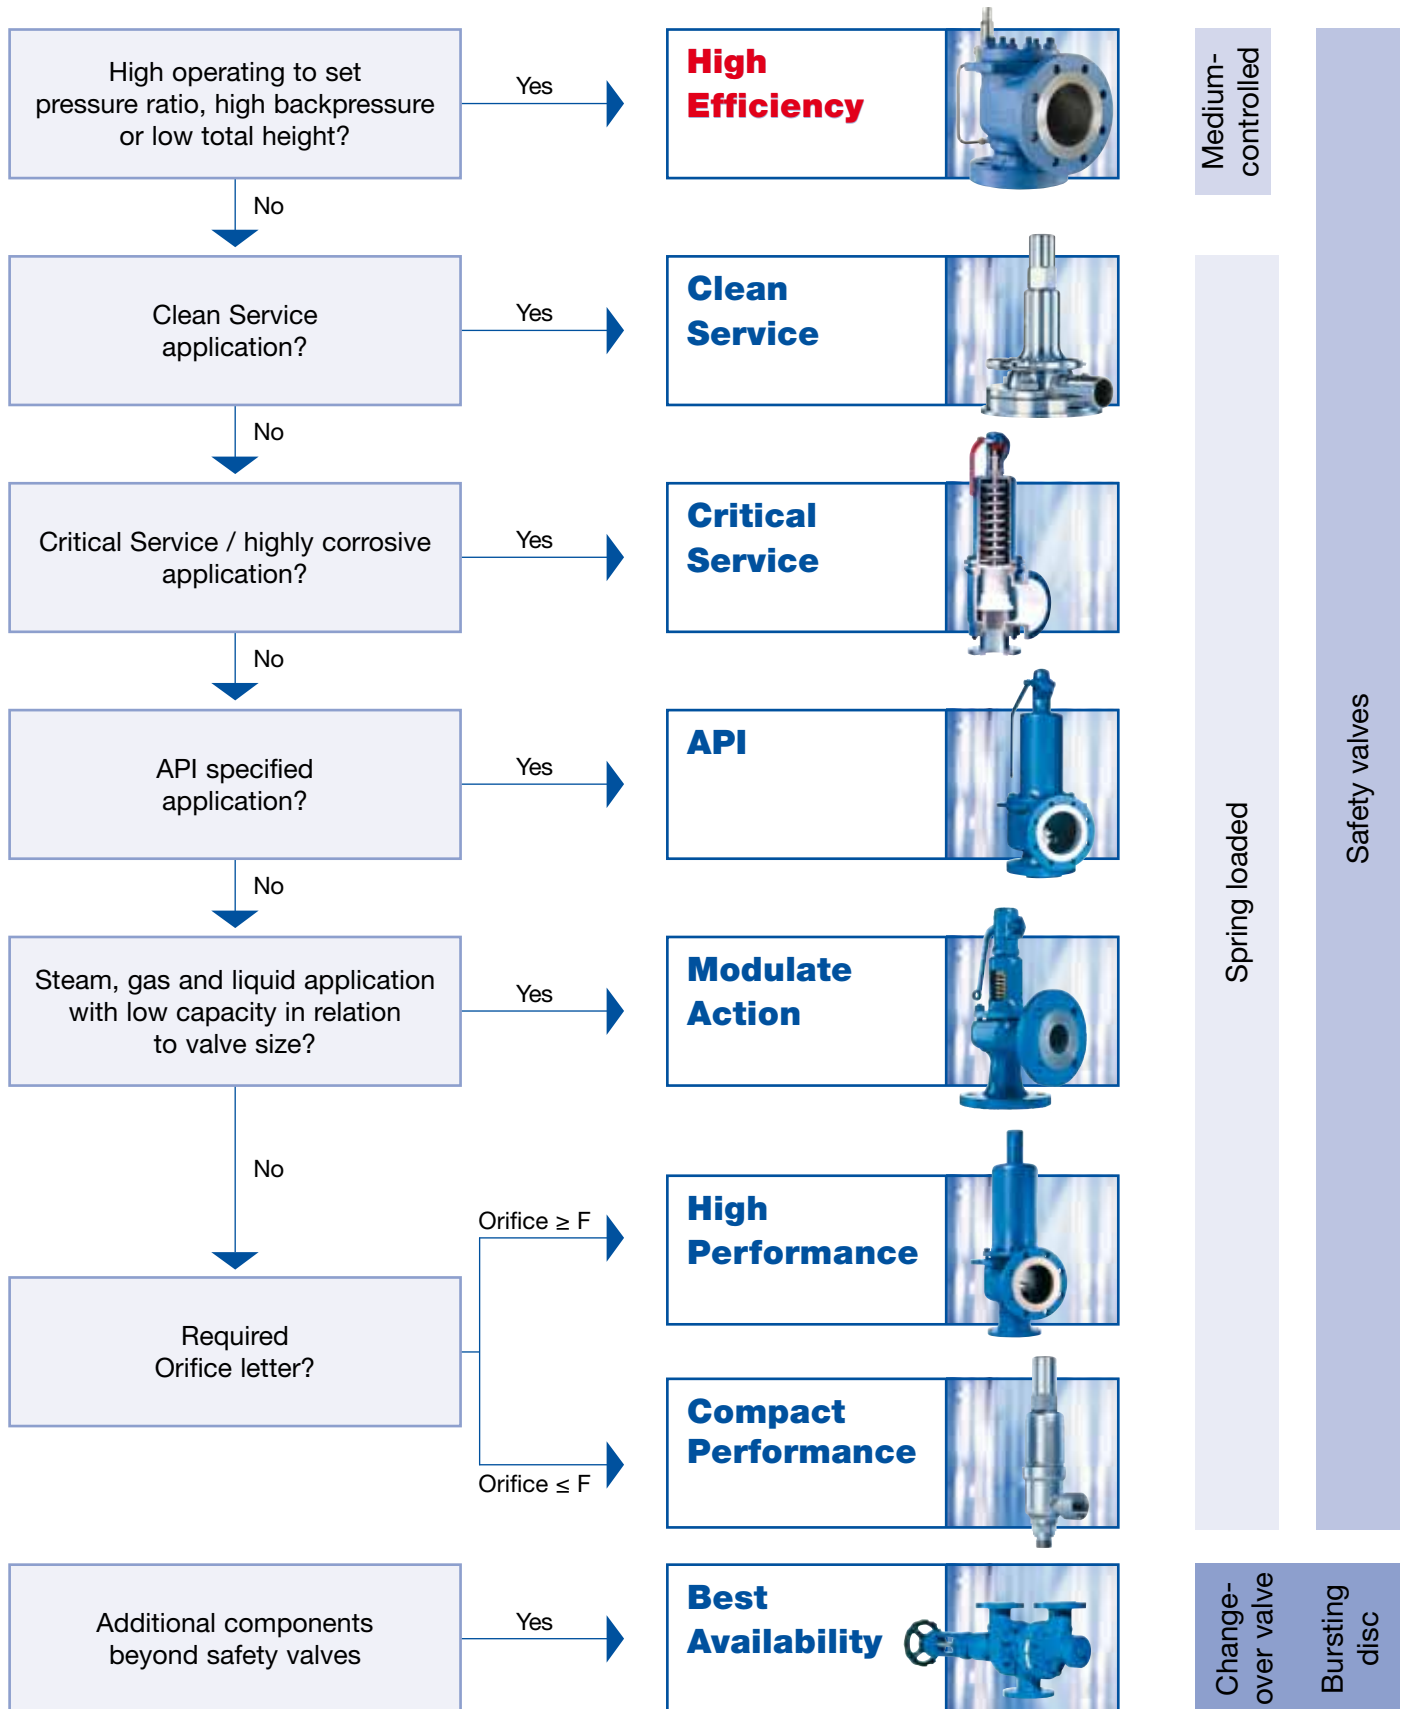 High operating to set
pressure ratio, high backpressure
or low total height?
Yes
High
Efficiency
No
Clean Service
application?
Yes
Clean
Service
No
Critical Service / highly corrosive
application?
Yes
Critical
Service
No
API specified
application?
Yes
API
No
Steam, gas and liquid application
with low capacity in relation
to valve size?
Yes
Modulate
Action
No
Required
Orifice letter?
Orifice ≥ F
High
Performance
Orifice ≤ F
Compact
Performance
Additional components
beyond safety valves
Yes
Best
Availability
Medium-
controlled
Spring loaded
Safety valves
Change-
over valve
Bursting
disc